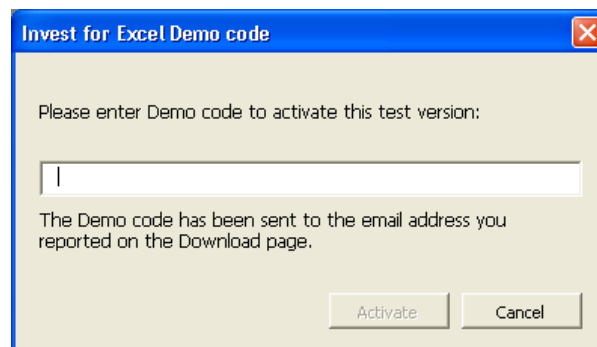 Invest for Excel Demo code
Please enter Demo code to activate this test version:
The Demo code has been sent to the email address you
reported on the Download page.
Activate Cancel